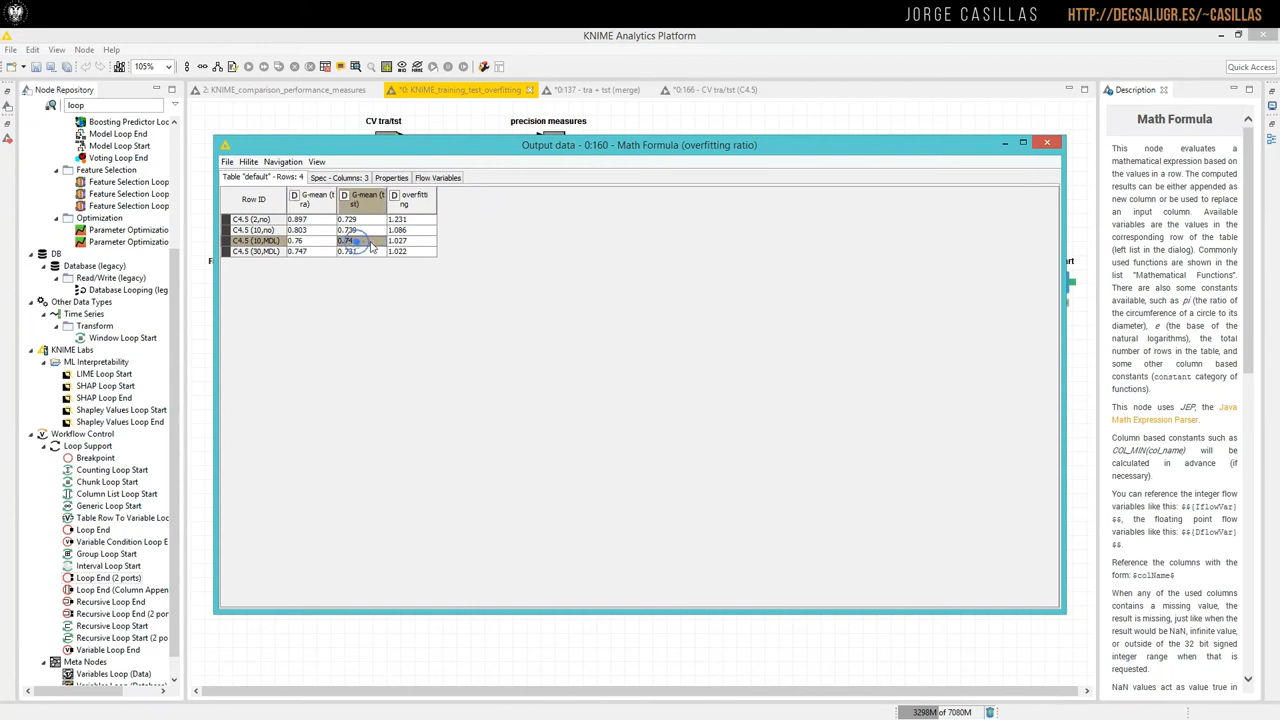 JORGE CASILLAS
HTTP://DECSAI.UGR.ES/~CASILLAS
KNIME Analytics Platform
File Edit View Node Help
105%
Quick Access
Node Repository
2: KNIME_comparison_performance_measures
*0: KNIME_training_test_overfitting
*0:137 - tra + tst (merge)
*0:166 - CV tra/tst (C4.5)
Description
loop
Boosting Predictor Lo
Model Loop End
Model Loop Start
Voting Loop End
Feature Selection
Feature Selection Loop
Feature Selection Loop
Feature Selection Loop
Optimization
Parameter Optimizatio
Parameter Optimizatio
DB
Database (legacy)
Read/Write (legacy)
Database Looping (leg
Other Data Types
Time Series
Transform
Window Loop Start
KNIME Labs
ML Interpretability
LIME Loop Start
SHAP Loop Start
SHAP Loop End
Shapley Values Loop Start
Shapley Values Loop End
Workflow Control
Loop Support
Breakpoint
Counting Loop Start
Chunk Loop Start
Column List Loop Start
Generic Loop Start
Table Row To Variable Lo
Loop End
Variable Condition Loop E
Group Loop Start
Interval Loop Start
Loop End (2 ports)
Loop End (Column Appen
Recursive Loop End
Recursive Loop End (2 por
Recursive Loop Start
Recursive Loop Start (2 po
Variable Loop End
Meta Nodes
Variables Loop (Data)
CV tra/tst
precision measures
Output data - 0:160 - Math Formula (overfitting ratio)
File Hilite Navigation View
Table "default" - Rows: 4
Spec - Columns: 3
Properties
Flow Variables
Row ID
D G-mean (t
ra)
D G-mean (t
st)
D overfitti
ng
C4.5 (2,no) 0.897 0.729 1.231
C4.5 (10,no) 0.803 0.739 1.086
C4.5 (10,MDL) 0.76 0.74 1.027
C4.5 (30,MDL) 0.747 0.731 1.022
art
Math Formula
This node evaluates a
mathematical expression based
on the values in a row. The
computed results can be either
appended as new column or be
used to replace an input column.
Available variables are the values
in the corresponding row of the
table (left list in the dialog).
Commonly used functions are
shown in the list "Mathematical
Functions". There are also some
constants available, such as pi
(the ratio of the circumference of
a circle to its diameter), e (the
base of the natural logarithms),
the total number of rows in the
table, and some other column
based constants (constant
category of functions).
This node uses JEP, the Java
Math Expression Parser.
Column based constants such as
COL_MIN(col_name) will be
calculated in advance (if
necessary).
You can reference the integer flow
variables like this: $${IflowVar}
$$, the floating point flow
variables like this: $${DflowVar}
$$.
Reference the columns with the
form: $colName$
When any of the used columns
contains a missing value, the
result is missing, just like when the
result would be NaN, infinite value,
or outside of the 32 bit signed
integer range when that is
requested.
NaN values act as value true in
3298M of 7080M